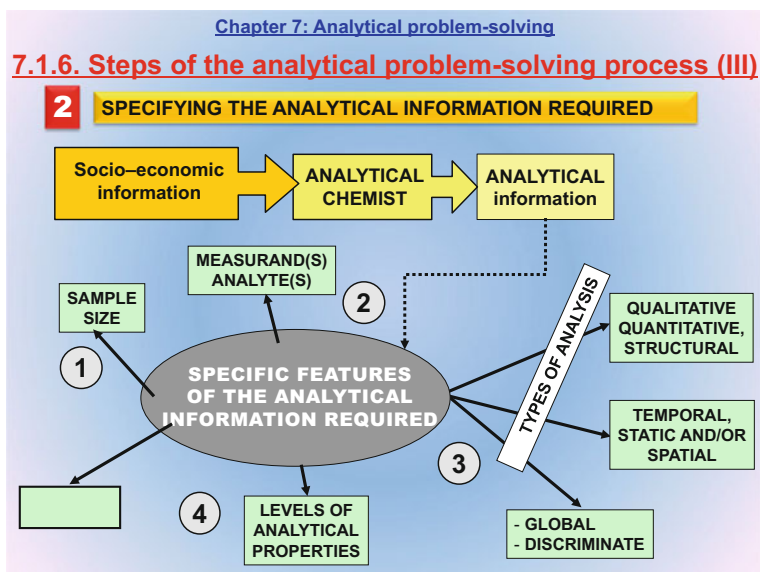 Chapter 7: Analytical problem-solving
7.1.6. Steps of the analytical problem-solving process (III)
2 SPECIFYING THE ANALYTICAL INFORMATION REQUIRED
Socio–economic
information
ANALYTICAL
CHEMIST
ANALYTICAL
information
MEASURAND(S)
ANALYTE(S)
2
SAMPLE
SIZE
1
SPECIFIC FEATURES
OF THE ANALYTICAL
INFORMATION REQUIRED
TYPES OF ANALYSIS
QUALITATIVE
QUANTITATIVE,
STRUCTURAL
TEMPORAL,
STATIC AND/OR
SPATIAL
3
- GLOBAL
- DISCRIMINATE
4
LEVELS OF
ANALYTICAL
PROPERTIES